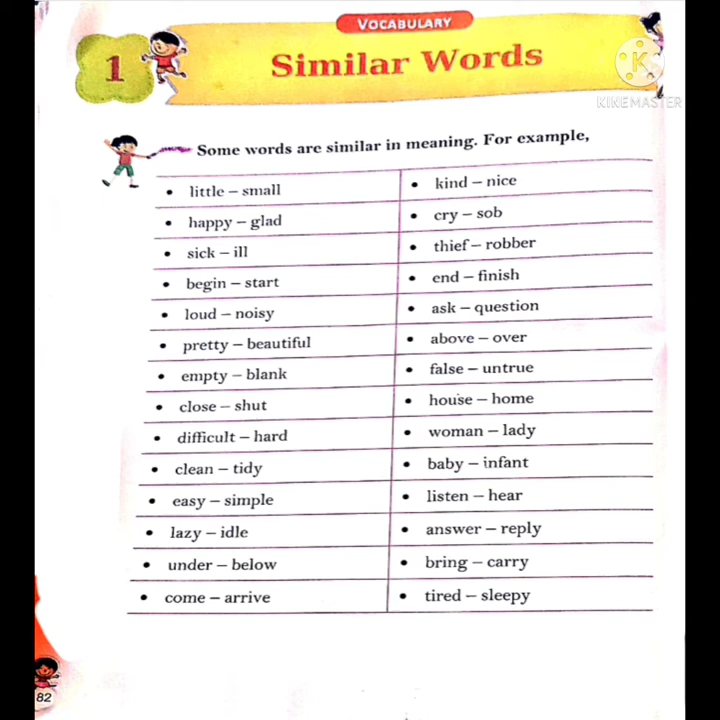 VOCABULARY
1
Similar Words
KINEMASTER
Some words are similar in meaning. For example,
• little – small
• kind – nice
• happy – glad
• cry – sob
• sick – ill
• thief – robber
• begin – start
• end – finish
• loud – noisy
• ask – question
• pretty – beautiful
• above – over
• empty – blank
• false – untrue
• close – shut
• house – home
• difficult – hard
• woman – lady
• clean – tidy
• baby – infant
• easy – simple
• listen – hear
• lazy – idle
• answer – reply
• under – below
• bring – carry
• come – arrive
• tired – sleepy
82